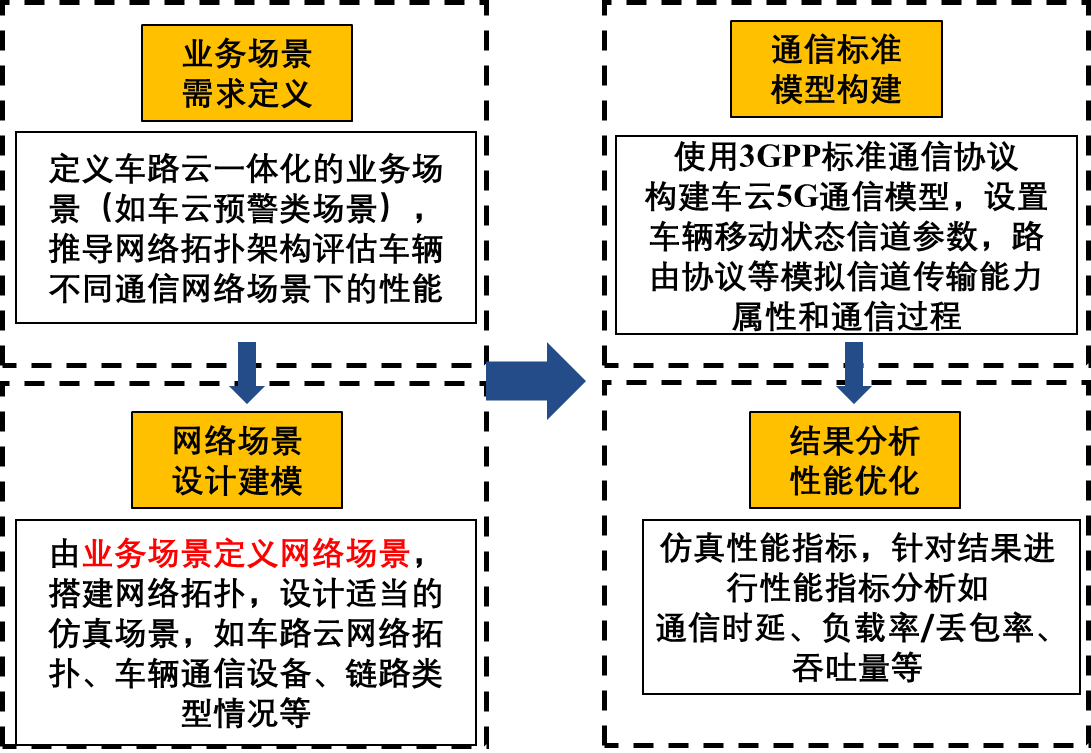 业务场景
需求定义
定义车路云一体化的业务场
景（如车云预警类场景），
推导网络拓扑架构评估车辆
不同通信网络场景下的性能
网络场景
设计建模
由业务场景定义网络场景，
搭建网络拓扑，设计适当的
仿真场景，如车路云网络拓
扑、车辆通信设备、链路类
型情况等
通信标准
模型构建
使用3GPP标准通信协议
构建车云5G通信模型，设置
车辆移动状态信道参数，路
由协议等模拟信道传输能力
属性和通信过程
结果分析
性能优化
仿真性能指标，针对结果进
行性能指标分析如
通信时延、负载率/丢包率、
吞吐量等